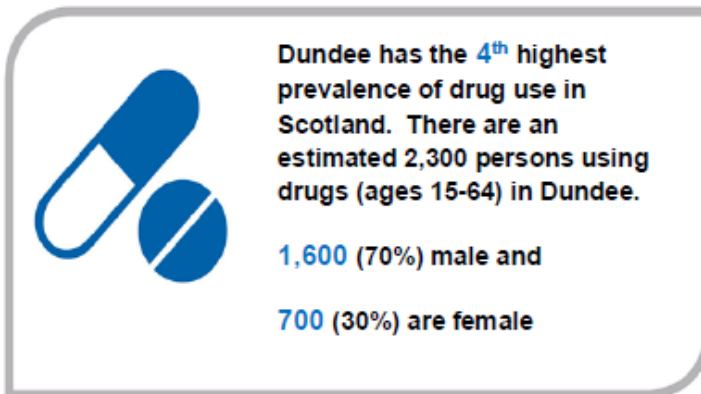 Dundee has the 4th highest
prevalence of drug use in
Scotland. There are an
estimated 2,300 persons using
drugs (ages 15-64) in Dundee.
1,600 (70%) male and
700 (30%) are female